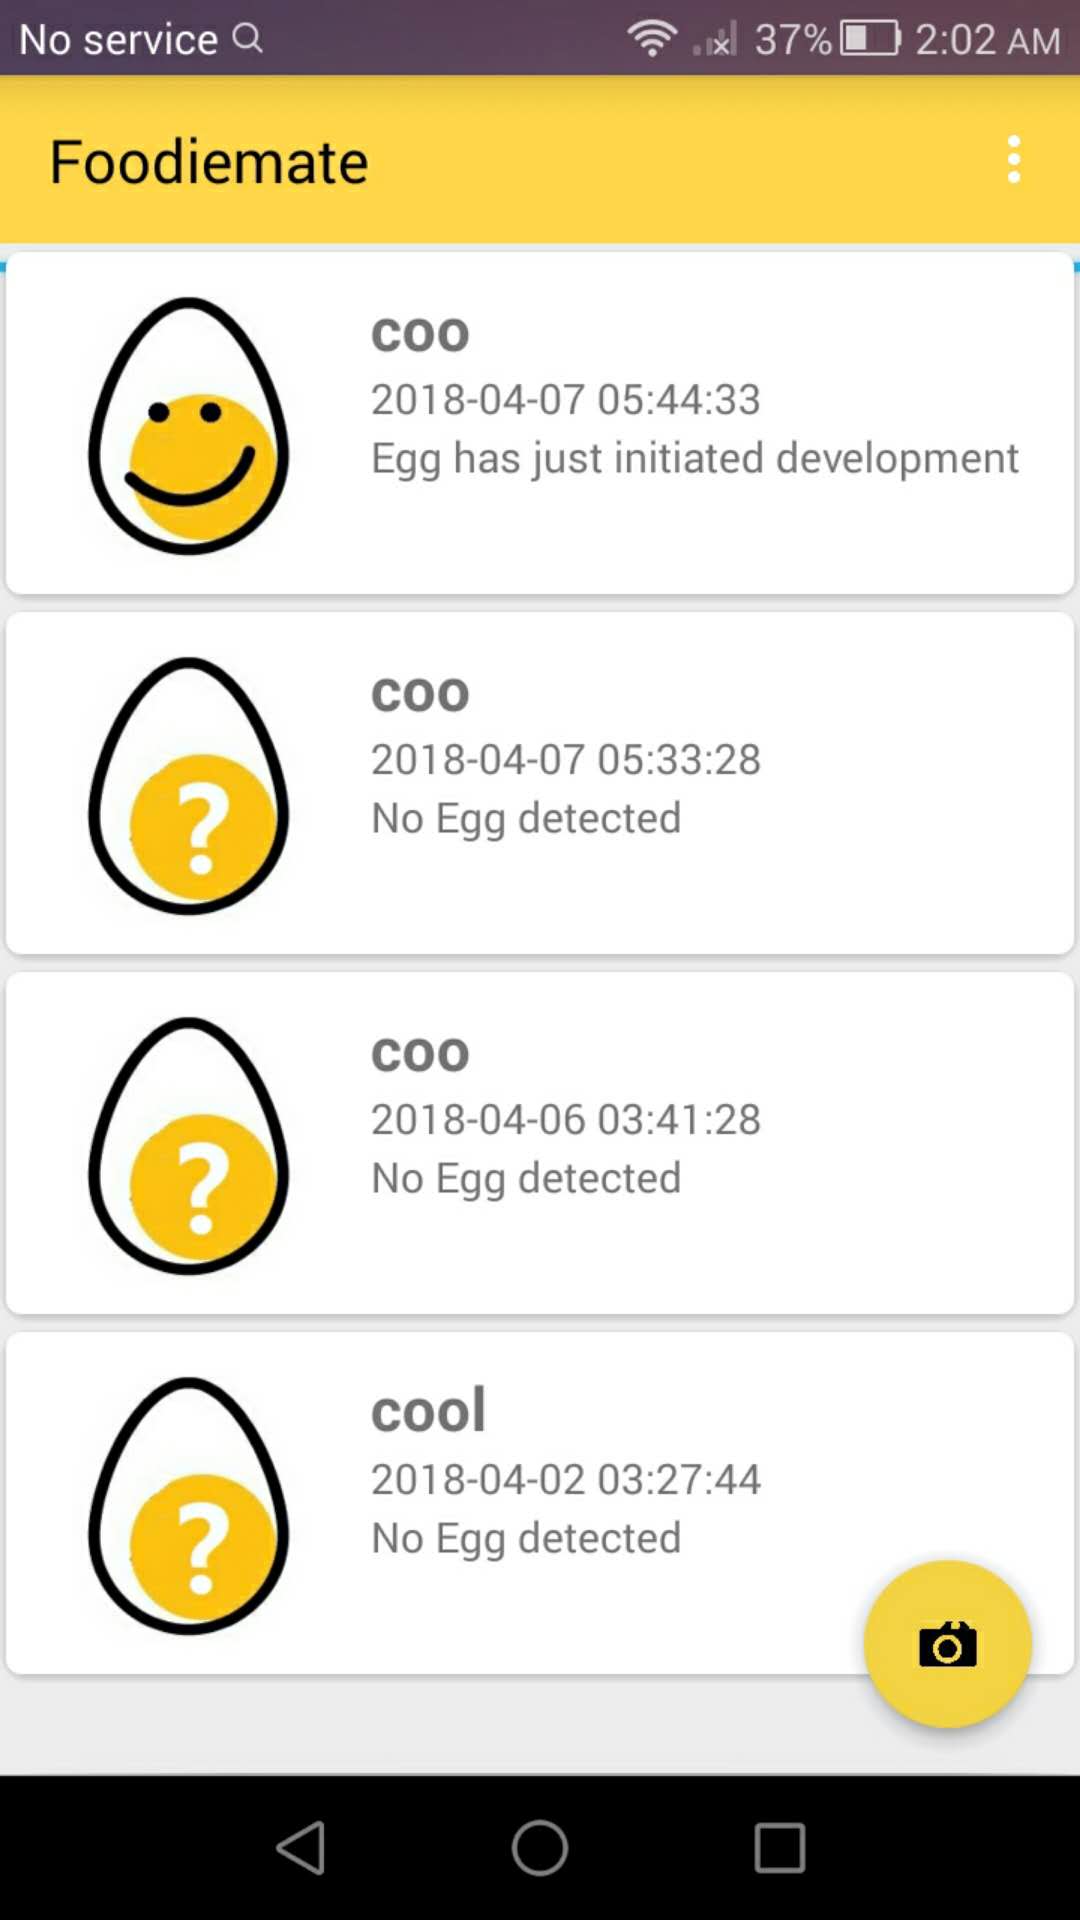 No service 37% 2:02 AM
Foodiemate
coo
2018-04-07 05:44:33
Egg has just initiated development
coo
2018-04-07 05:33:28
?
No Egg detected
coo
2018-04-06 03:41:28
?
No Egg detected
cool
2018-04-02 03:27:44
?
No Egg detected